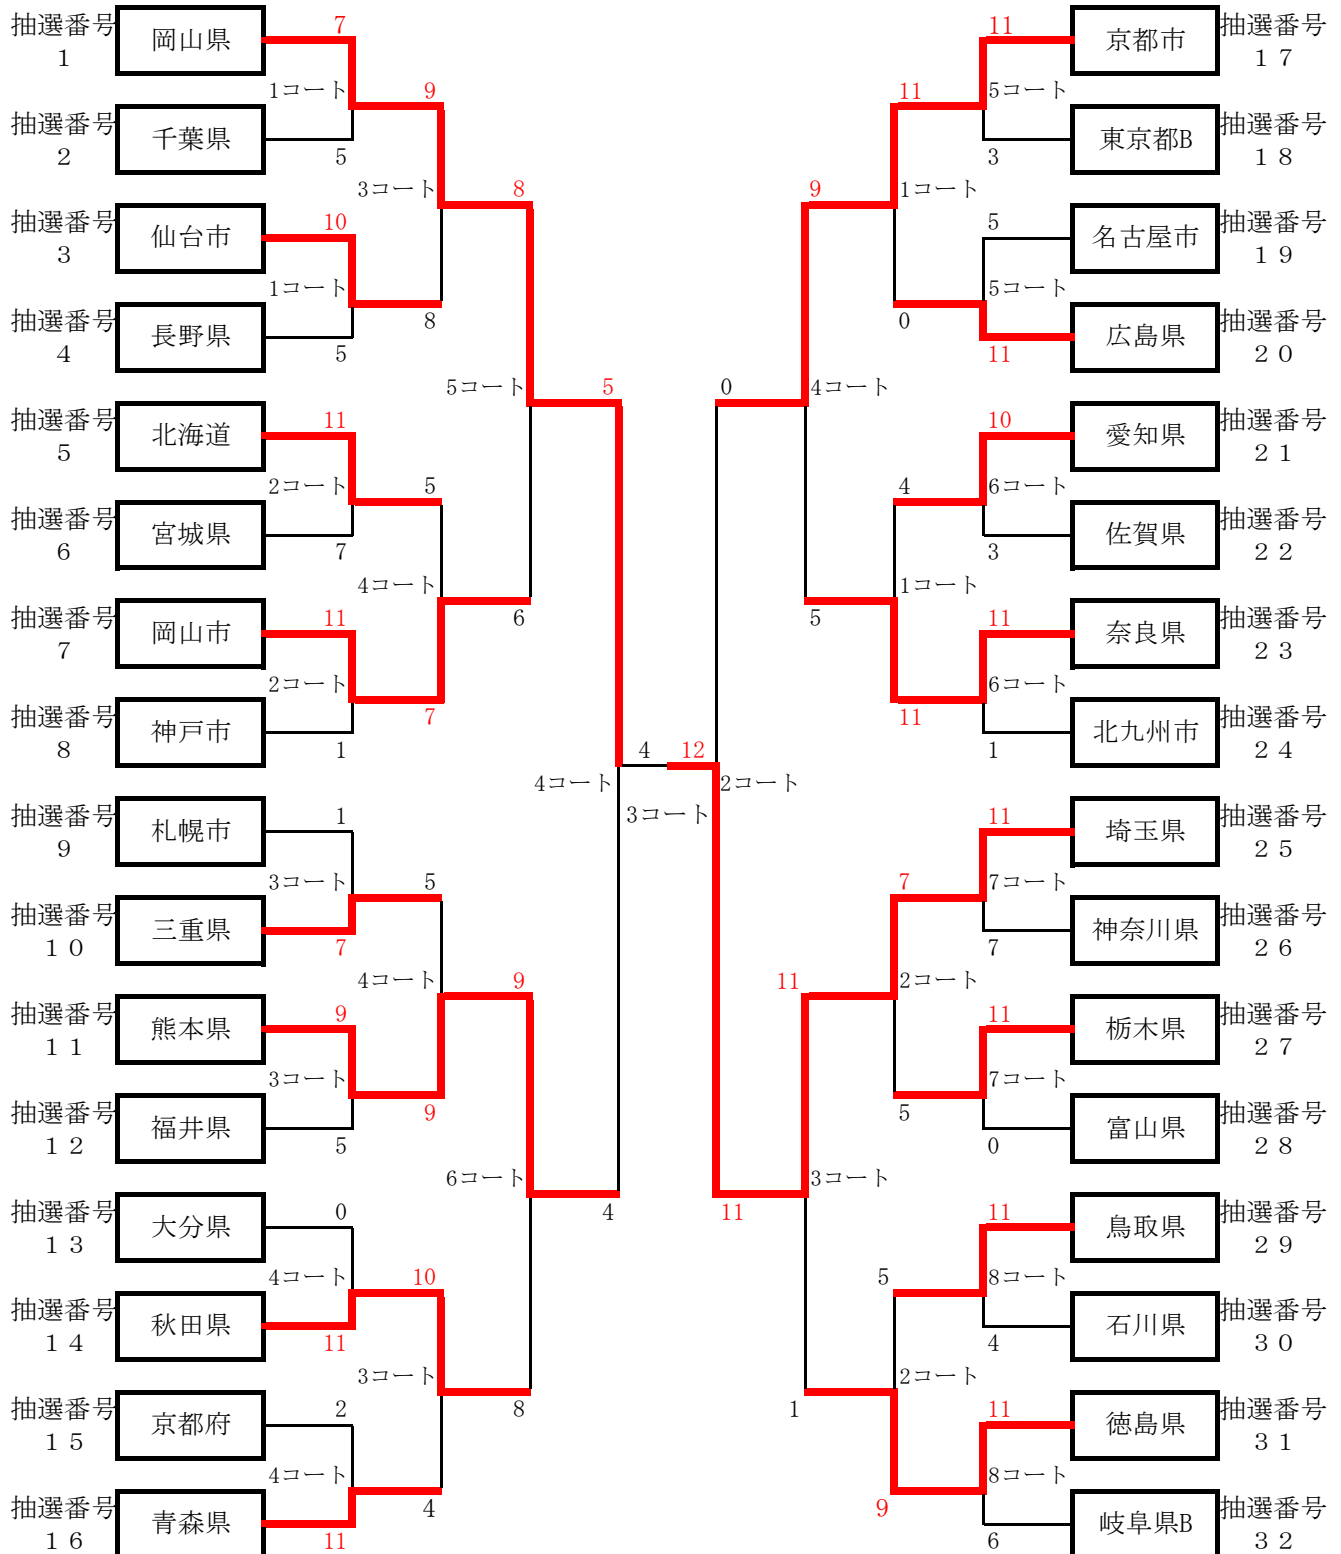 抽選番号
1
岡山県
7
1コート
9
抽選番号
2
千葉県
5
3コート
8
抽選番号
3
仙台市
10
1コート
8
抽選番号
4
長野県
5
5コート
5
抽選番号
5
北海道
11
2コート
5
抽選番号
6
宮城県
7
4コート
6
抽選番号
7
岡山市
11
2コート
7
抽選番号
8
神戸市
1
4コート
4
12
3コート
2コート
抽選番号
9
札幌市
1
3コート
5
抽選番号
10
三重県
7
4コート
9
抽選番号
11
熊本県
9
3コート
9
抽選番号
12
福井県
5
6コート
4
抽選番号
13
大分県
0
4コート
10
抽選番号
14
秋田県
11
3コート
8
抽選番号
15
京都府
2
4コート
4
抽選番号
16
青森県
11
11
京都市
抽選番号
17
11
5コート
3
東京都B
抽選番号
18
9
1コート
5
名古屋市
抽選番号
19
5コート
0
11
広島県
抽選番号
20
0
4コート
10
愛知県
抽選番号
21
4
6コート
3
佐賀県
抽選番号
22
1コート
5
11
奈良県
抽選番号
23
6コート
11
1
北九州市
抽選番号
24
11
埼玉県
抽選番号
25
7
7コート
7
神奈川県
抽選番号
26
11
2コート
11
栃木県
抽選番号
27
7コート
5
0
富山県
抽選番号
28
3コート
11
11
鳥取県
抽選番号
29
5
8コート
4
石川県
抽選番号
30
2コート
1
11
徳島県
抽選番号
31
8コート
9
6
岐阜県B
抽選番号
32